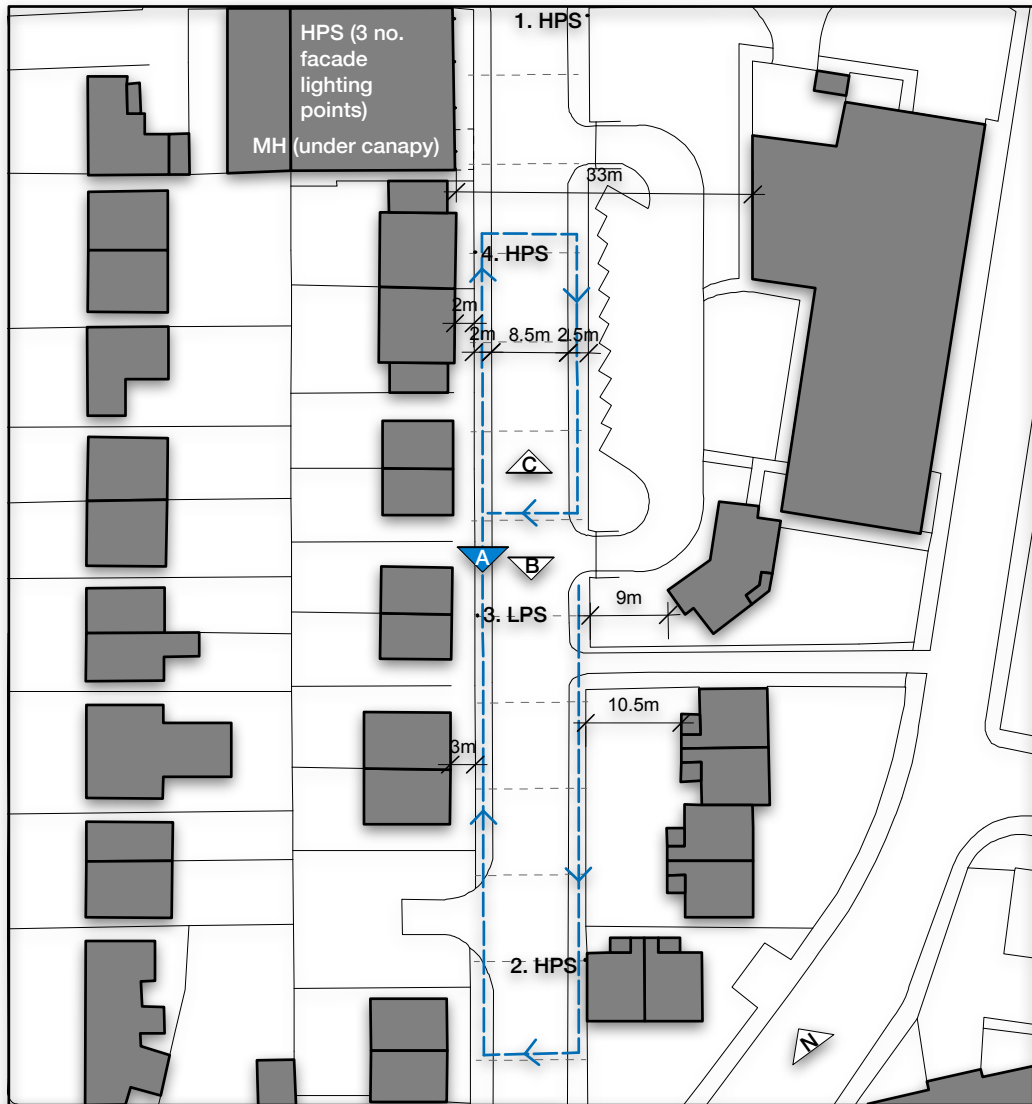 1. HPS
HPS (3 no.
facade
lighting
points)
MH (under canapy)
33m
4. HPS
2m
2m 8.5m 2.5m
C
A
B
3. LPS
9m
10.5m
3m
2. HPS
N